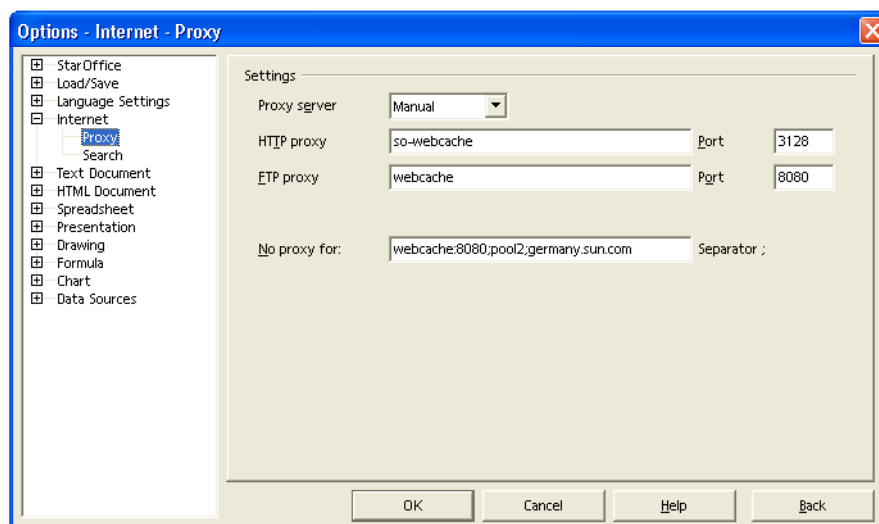 Options - Internet - Proxy
StarOffice
Load/Save
Language Settings
Internet
Proxy
Search
Text Document
HTML Document
Spreadsheet
Presentation
Drawing
Formula
Chart
Data Sources
Settings
Proxy server Manual
HTTP proxy so-webcache Port 3128
FTP proxy webcache Port 8080
No proxy for: webcache:8080;pool2;germany.sun.com Separator ;
OK Cancel Help Back